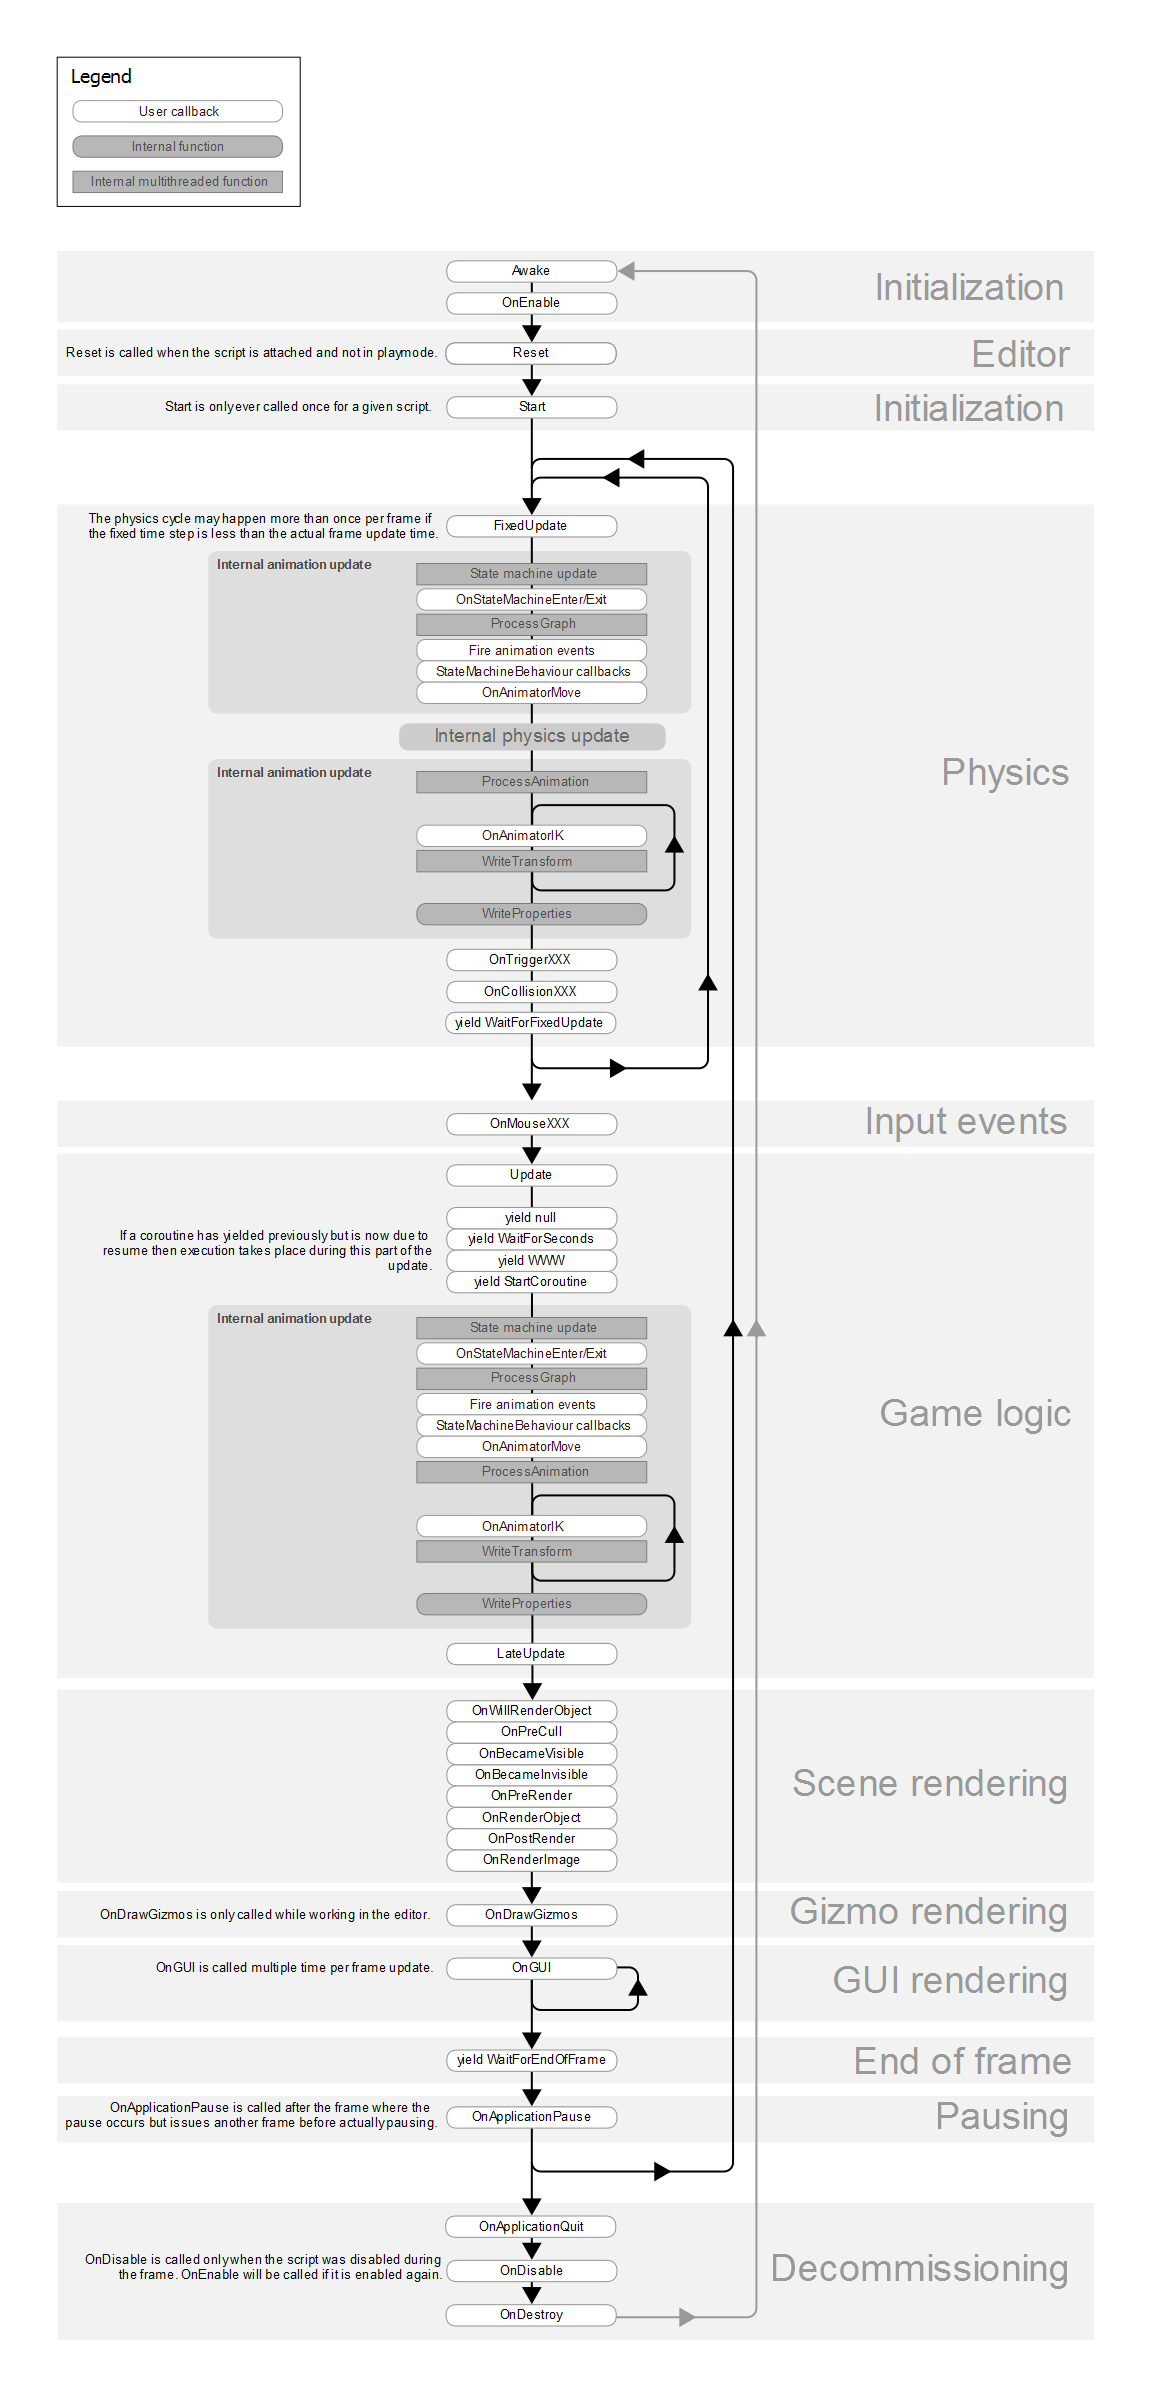 Legend
User callback
Internal function
Internal multithreaded function
Awake
OnEnable
Initialization
Reset is called when the script is attached and not in playmode.
Reset
Editor
Start is only ever called once for a given script.
Start
Initialization
The physics cycle may happen more than once per frame if
the fixed time step is less than the actual frame update time.
FixedUpdate
Internal animation update
State machine update
OnStateMachineEnter/Exit
ProcessGraph
Fire animation events
StateMachineBehaviour callbacks
OnAnimatorMove
Internal physics update
Physics
Internal animation update
ProcessAnimation
OnAnimatorIK
WriteTransform
WriteProperties
OnTriggerXXX
OnCollisionXXX
yield WaitForFixedUpdate
OnMouseXXX
Input events
Update
yield null
If a coroutine has yielded previously but is now due to
resume then execution takes place during this part of the
update.
yield WaitForSeconds
yield WWW
yield StartCoroutine
Internal animation update
State machine update
OnStateMachineEnter/Exit
ProcessGraph
Fire animation events
StateMachineBehaviour callbacks
OnAnimatorMove
ProcessAnimation
Game logic
OnAnimatorIK
WriteTransform
WriteProperties
LateUpdate
OnWillRenderObject
OnPreCull
OnBecameVisible
OnBecameInvisible
OnPreRender
OnRenderObject
OnPostRender
OnRenderImage
Scene rendering
OnDrawGizmos is only called while working in the editor.
OnDrawGizmos
Gizmo rendering
OnGUI is called multiple time per frame update.
OnGUI
GUI rendering
yield WaitForEndOfFrame
End of frame
OnApplicationPause is called after the frame where the
pause occurs but issues another frame before actually pausing.
OnApplicationPause
Pausing
OnApplicationQuit
OnDisable is called only when the script was disabled during
the frame. OnEnable will be called if it is enabled again.
OnDisable
OnDestroy
Decommissioning